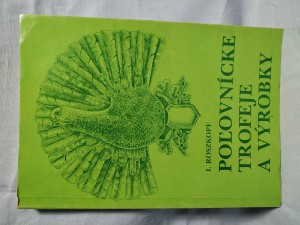 I. ROSZKOPF
POĽOVNÍCKE
TROFEJE
A VÝROBKY